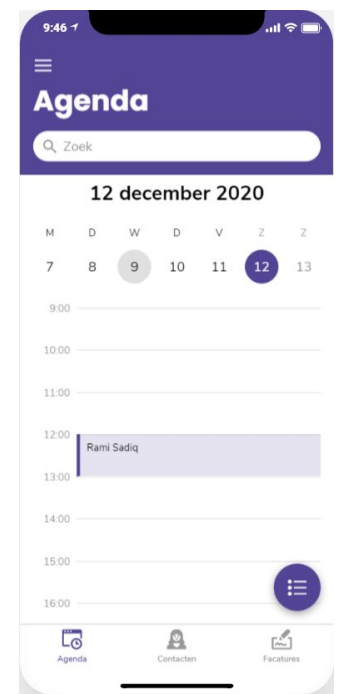 9:46
Agenda
Zoek
12 december 2020
M D W D V Z Z
7 8 9 10 11 12 13
9:00
10:00
11:00
12:00
Rami Sadiq
13:00
14:00
15:00
16:00
Agenda Contacten Facatures